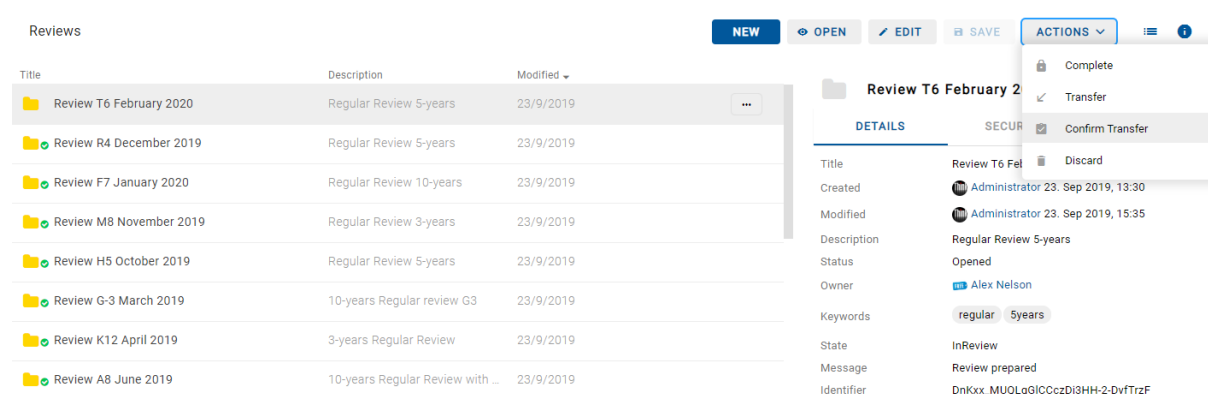 Reviews
NEW OPEN EDIT SAVE ACTIONS
Complete
Transfer
Confirm Transfer
Discard
Title Description Modified
Review T6 February 2020 Regular Review 5-years 23/9/2019 ...
Review R4 December 2019 Regular Review 5-years 23/9/2019
Review F7 January 2020 Regular Review 10-years 23/9/2019
Review M8 November 2019 Regular Review 3-years 23/9/2019
Review H5 October 2019 Regular Review 5-years 23/9/2019
Review G-3 March 2019 10-years Regular review G3 23/9/2019
Review K12 April 2019 3-years Regular Review 23/9/2019
Review A8 June 2019 10-years Regular Review with ... 23/9/2019
Review T6 February 2
DETAILS SECUR
Title Review T6 Feb
Created Administrator 23. Sep 2019, 13:30
Modified Administrator 23. Sep 2019, 15:35
Description Regular Review 5-years
Status Opened
Owner Alex Nelson
Keywords regular 5years
State InReview
Message Review prepared
Identifier